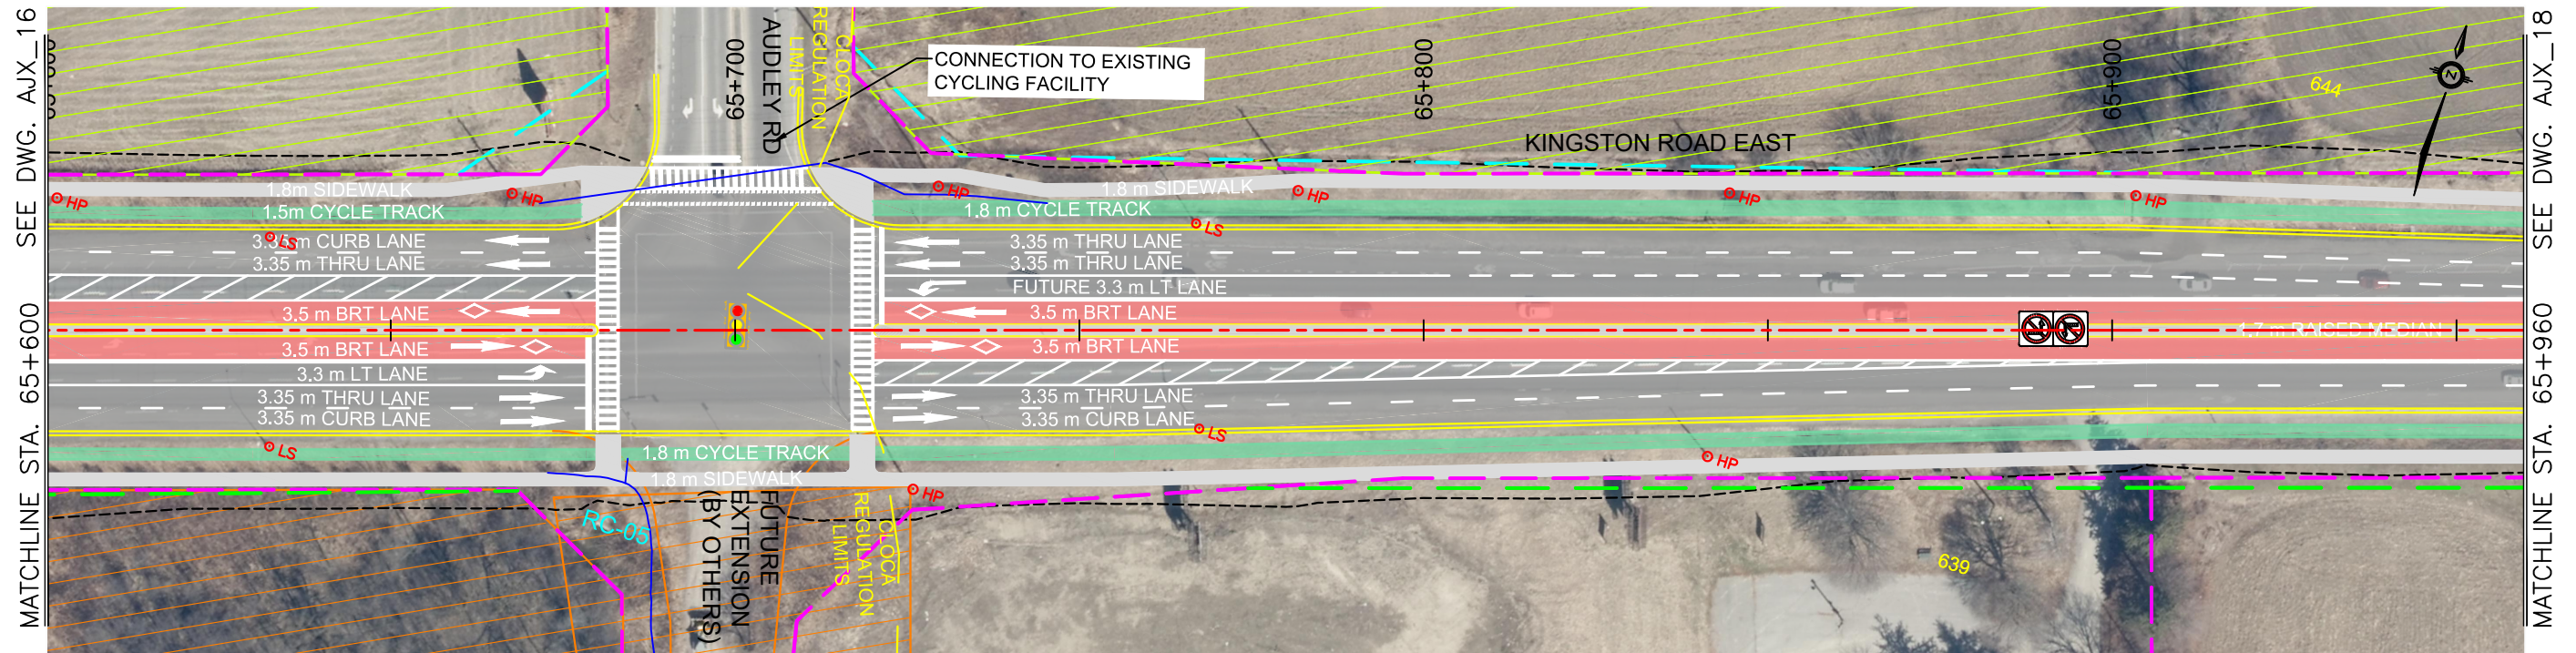 MATCHLINE STA. 65+600 SEE DWG. AJX_16
AUDLEY RD
65+700
CLOCA
REGULATION
LIMITS
CONNECTION TO EXISTING
CYCLING FACILITY
65+800
KINGSTON ROAD EAST
65+900
644
N
1.8m SIDEWALK
1.5m CYCLE TRACK
HP
HP
LS
CURB LANE
3.35 m THRU LANE
3.5 m BRT LANE
3.5 m BRT LANE
3.3 m LT LANE
3.35 m THRU LANE
3.35 m CURB LANE
LS
HP
1.8 m SIDEWALK
HP
1.8 m CYCLE TRACK
LS
HP
HP
3.35 m THRU LANE
3.35 m THRU LANE
FUTURE 3.3 m LT LANE
3.5 m BRT LANE
3.5 m BRT LANE
m RAISED MEDIAN
3.35 m THRU LANE
3.35 m CURB LANE
LS
HP
1.8 m CYCLE TRACK
1.8 m SIDEWALK
HP
RC-05
FUTURE
EXTENSION
(BY OTHERS)
CLOCA
REGULATION
LIMITS
639
MATCHLINE STA. 65+960 SEE DWG. AJX_18